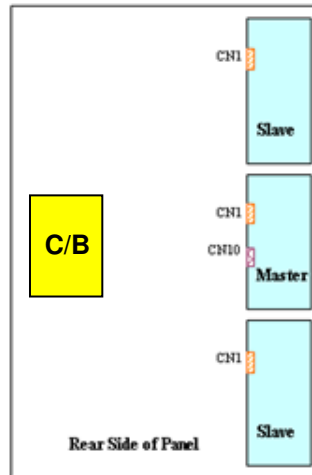 CN1
Slave
CN1
C/B
CN10
Master
CN1
Rear Side of Panel
Slave